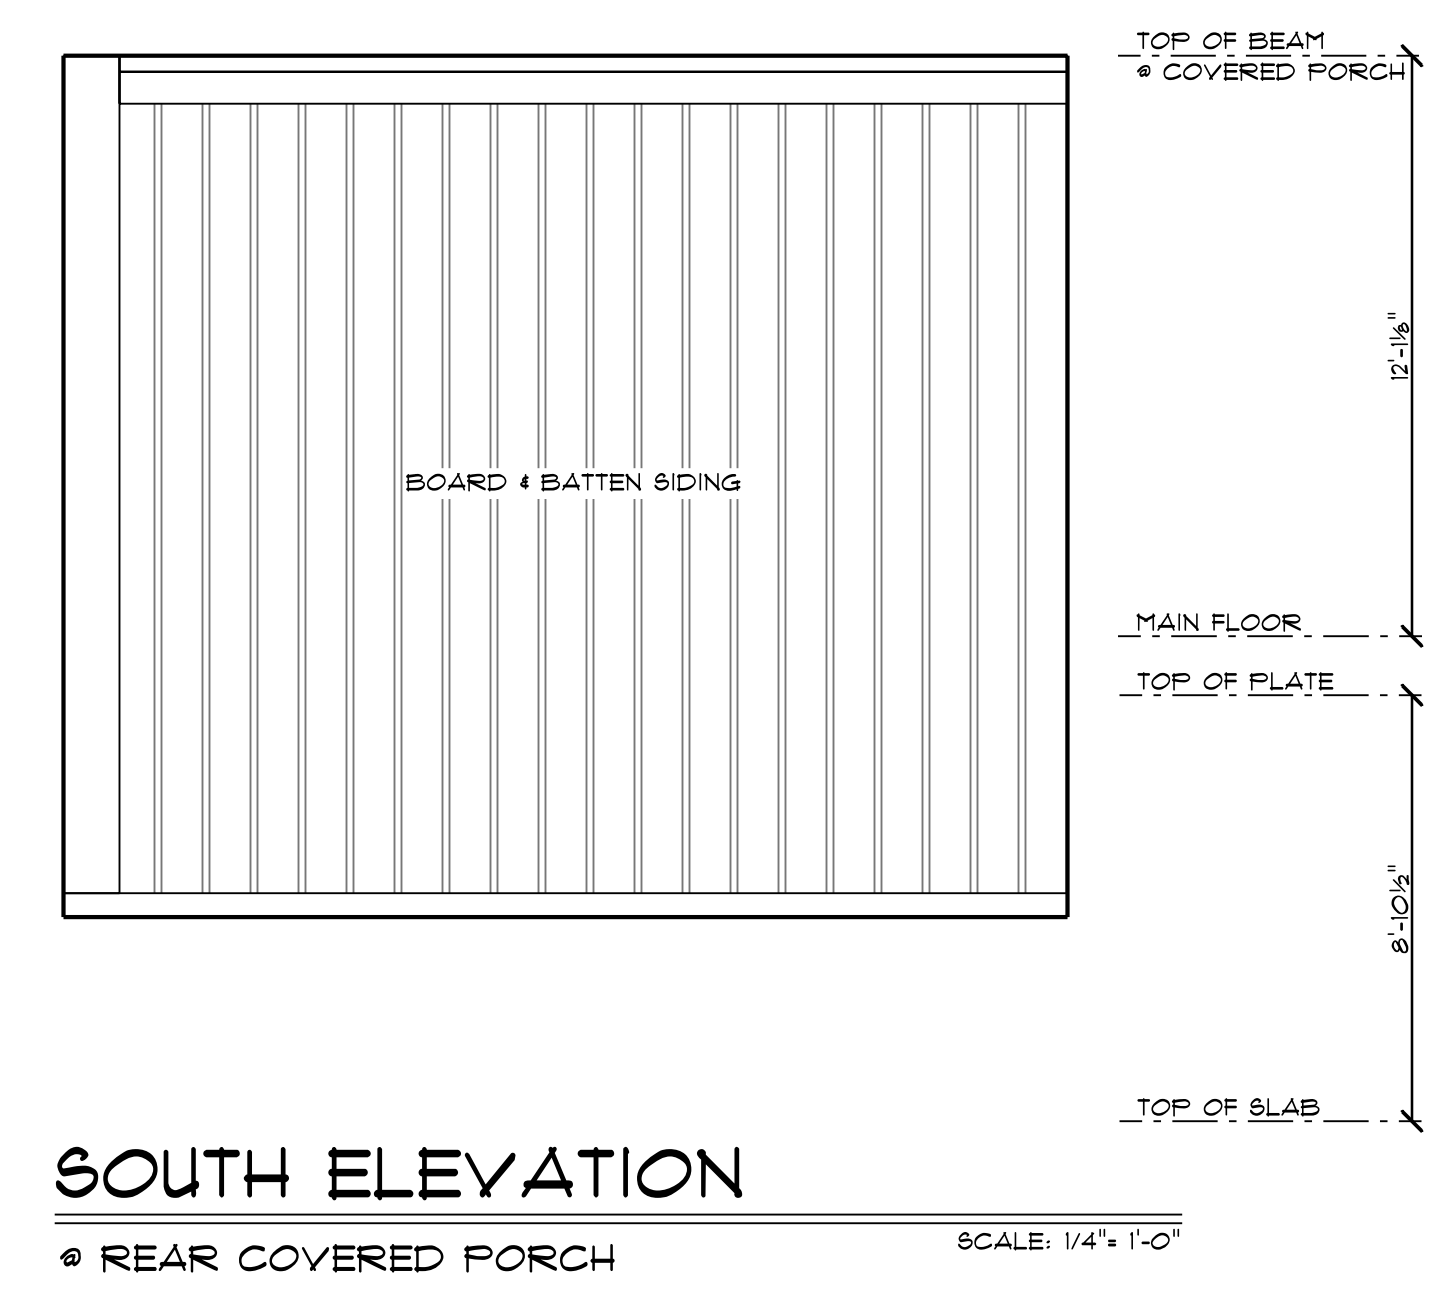 TOP OF BEAM
@ COVERED PORCH
12'-1⅛"
BOARD & BATTEN SIDING
MAIN FLOOR
TOP OF PLATE
8'-10½"
TOP OF SLAB
SOUTH ELEVATION
SCALE: 1/4"= 1'-0"
@ REAR COVERED PORCH